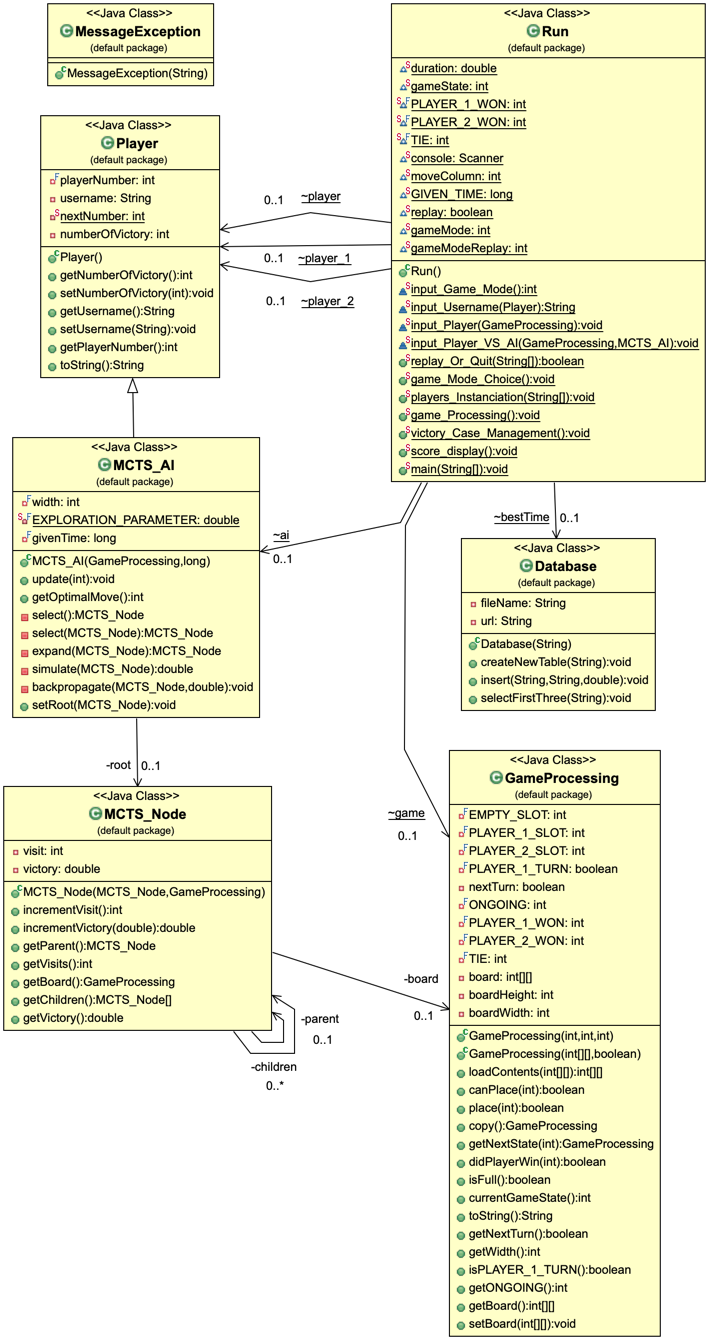 <<Java Class>>
MessageException
(default package)
MessageException(String)
<<Java Class>>
Run
(default package)
duration: double
gameState: int
PLAYER_1_WON: int
PLAYER_2_WON: int
TIE: int
console: Scanner
moveColumn: int
GIVEN_TIME: long
replay: boolean
gameMode: int
gameModeReplay: int
Run()
input_Game_Mode():int
input_Username(Player):String
input_Player(GameProcessing):void
input_Player_VS_AI(GameProcessing,MCTS_AI):void
replay_Or_Quit(String[]):boolean
game_Mode_Choice():void
players_Instanciation(String[]):void
game_Processing():void
victory_Case_Management():void
score_display():void
main(String[]):void
<<Java Class>>
Player
(default package)
playerNumber: int
username: String
nextNumber: int
numberOfVictory: int
Player()
getNumberOfVictory():int
setNumberOfVictory(int):void
getUsername():String
setUsername(String):void
getPlayerNumber():int
toString():String
0..1 ~player
0..1 ~player_1
0..1 ~player_2
<<Java Class>>
MCTS_AI
(default package)
width: int
EXPLORATION_PARAMETER: double
givenTime: long
MCTS_AI(GameProcessing,long)
update(int):void
getOptimalMove():int
select():MCTS_Node
select(MCTS_Node):MCTS_Node
expand(MCTS_Node):MCTS_Node
simulate(MCTS_Node):double
backpropagate(MCTS_Node,double):void
setRoot(MCTS_Node):void
~ai
0..1
~bestTime 0..1
<<Java Class>>
Database
(default package)
fileName: String
url: String
Database(String)
createNewTable(String):void
insert(String,String,double):void
selectFirstThree(String):void
-root 0..1
<<Java Class>>
MCTS_Node
(default package)
visit: int
victory: double
MCTS_Node(MCTS_Node,GameProcessing)
incrementVisit():int
incrementVictory(double):double
getParent():MCTS_Node
getVisits():int
getBoard():GameProcessing
getChildren():MCTS_Node[]
getVictory():double
-parent
0..1
-children
0..*
~game
0..1
-board
0..1
<<Java Class>>
GameProcessing
(default package)
EMPTY_SLOT: int
PLAYER_1_SLOT: int
PLAYER_2_SLOT: int
PLAYER_1_TURN: boolean
nextTurn: boolean
ONGOING: int
PLAYER_1_WON: int
PLAYER_2_WON: int
TIE: int
board: int[][]
boardHeight: int
boardWidth: int
GameProcessing(int,int,int)
GameProcessing(int[][],boolean)
loadContents(int[][]):int[][]
canPlace(int):boolean
place(int):boolean
copy():GameProcessing
getNextState(int):GameProcessing
didPlayerWin(int):boolean
isFull():boolean
currentGameState():int
toString():String
getNextTurn():boolean
getWidth():int
isPLAYER_1_TURN():boolean
getONGOING():int
getBoard():int[][]
setBoard(int[][]):void